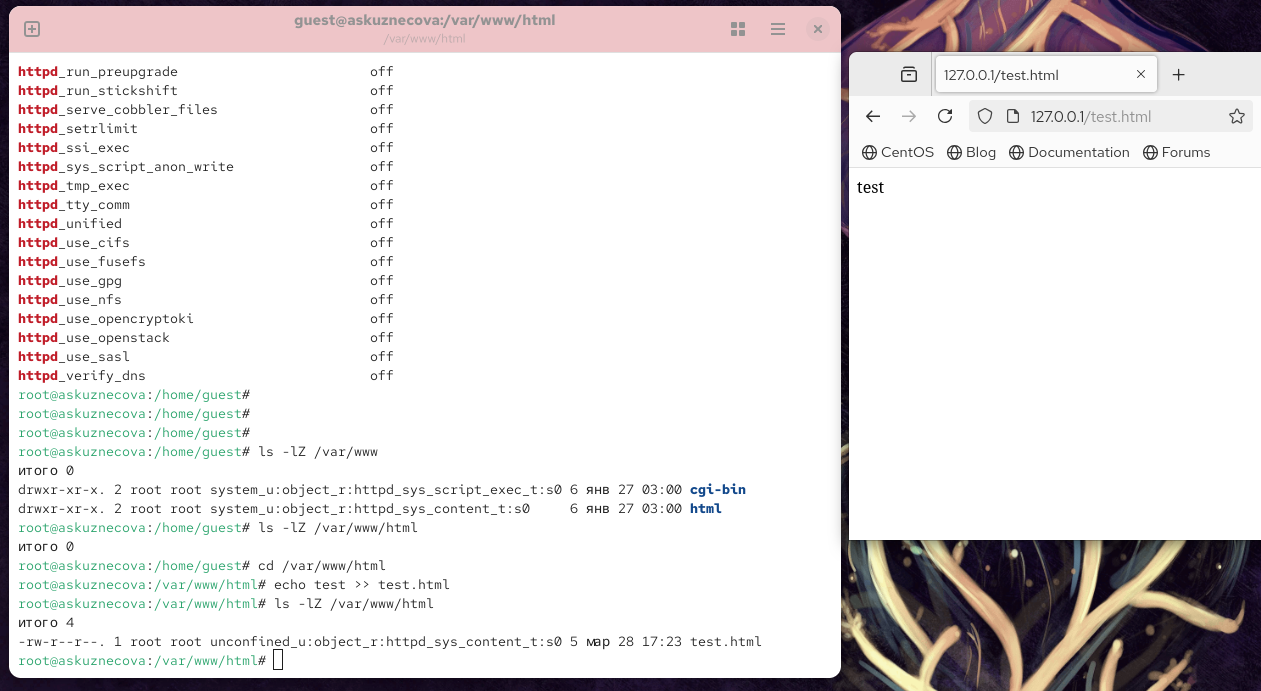 guest@askuznecova:/var/www/html
/var/www/html
httpd_run_preupgrade off
httpd_run_stickshift off
httpd_serve_cobbler_files off
httpd_setrlimit off
httpd_ssi_exec off
httpd_sys_script_anon_write off
httpd_tmp_exec off
httpd_tty_comm off
httpd_unified off
httpd_use_cifs off
httpd_use_fusefs off
httpd_use_gpg off
httpd_use_nfs off
httpd_use_opencryptoki off
httpd_use_openstack off
httpd_use_sasl off
httpd_verify_dns off
root@askuznecova:/home/guest#
root@askuznecova:/home/guest#
root@askuznecova:/home/guest#
root@askuznecova:/home/guest# ls -lZ /var/www
итого 0
drwxr-xr-x. 2 root root system_u:object_r:httpd_sys_script_exec_t:s0 6 янв 27 03:00 cgi-bin
drwxr-xr-x. 2 root root system_u:object_r:httpd_sys_content_t:s0 6 янв 27 03:00 html
root@askuznecova:/home/guest# ls -lZ /var/www/html
итого 0
root@askuznecova:/home/guest# cd /var/www/html
root@askuznecova:/var/www/html# echo test >> test.html
root@askuznecova:/var/www/html# ls -lZ /var/www/html
итого 4
-rw-r--r--. 1 root root unconfined_u:object_r:httpd_sys_content_t:s0 5 мар 28 17:23 test.html
root@askuznecova:/var/www/html#
127.0.0.1/test.html
127.0.0.1/test.html
CentOS Blog Documentation Forums
test